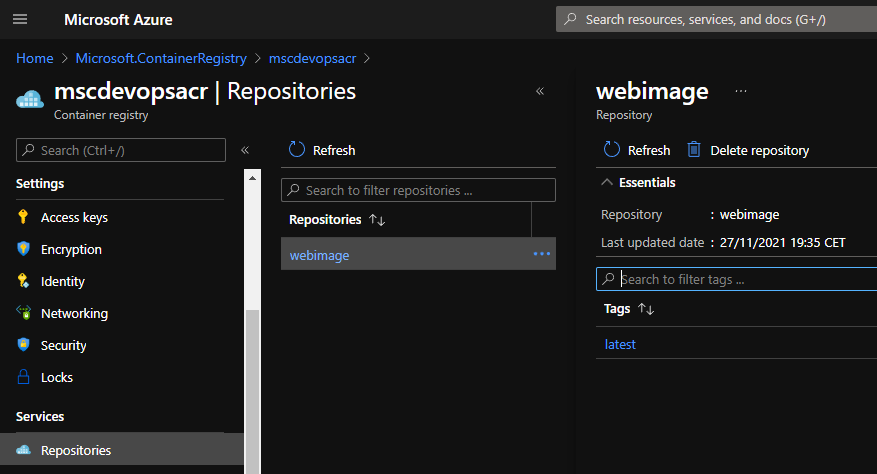 Microsoft Azure
Search resources, services, and docs (G+/)
Home > Microsoft.ContainerRegistry > mscdevopsacr >
mscdevopsacr | Repositories
Container registry
Search (Ctrl+/)
Settings
Access keys
Encryption
Identity
Networking
Security
Locks
Services
Repositories
Refresh
Search to filter repositories ...
Repositories
webimage
webimage
Repository
Refresh
Delete repository
Essentials
Repository : webimage
Last updated date : 27/11/2021 19:35 CET
Search to filter tags ...
Tags
latest